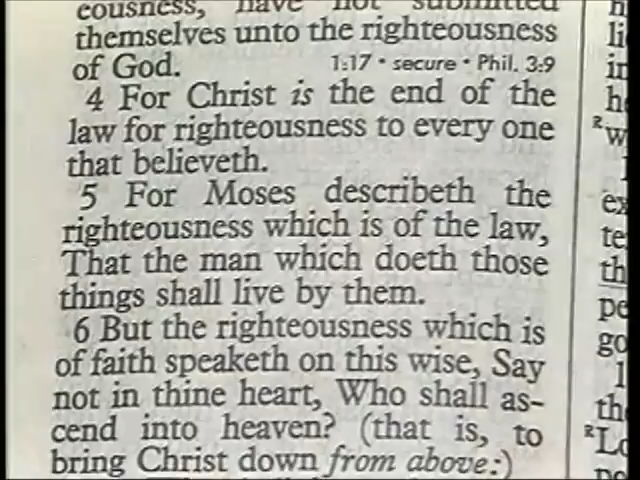 eousness, have not submitted
themselves unto the righteousness
of God. 1:17 • secure • Phil. 3:9
4 For Christ is the end of the
law for righteousness to every one
that believeth.
5 For Moses describeth the
righteousness which is of the law,
That the man which doeth those
things shall live by them.
6 But the righteousness which is
of faith speaketh on this wise, Say
not in thine heart, Who shall as-
cend into heaven? (that is, to
bring Christ down from above:)